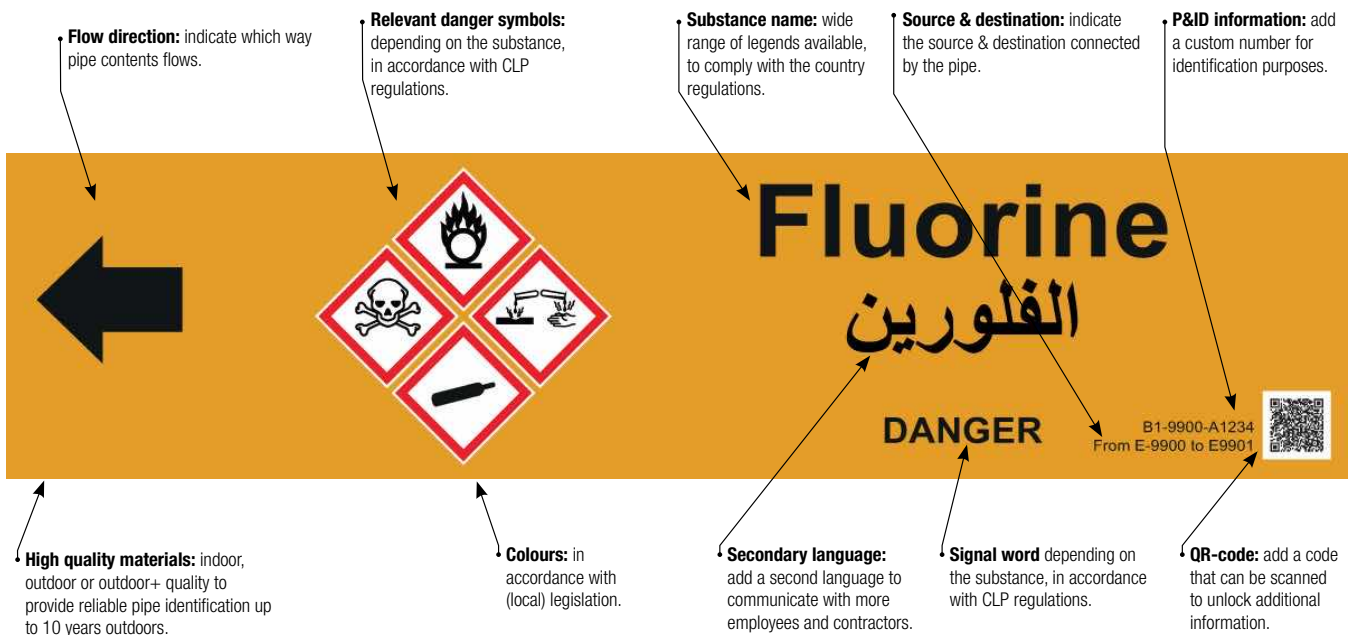 Flow direction: indicate which way
pipe contents flows.
Relevant danger symbols:
depending on the substance,
in accordance with CLP
regulations.
Substance name: wide
range of legends available,
to comply with the country
regulations.
Source & destination: indicate
the source & destination connected
by the pipe.
P&ID information: add
a custom number for
identification purposes.
Fluorine
الفلورين
DANGER
B1-9900-A1234
From E-9900 to E9901
High quality materials: indoor,
outdoor or outdoor+ quality to
provide reliable pipe identification up
to 10 years outdoors.
Colours: in
accordance with
(local) legislation.
Secondary language:
add a second language to
communicate with more
employees and contractors.
Signal word depending on
the substance, in accordance
with CLP regulations.
QR-code: add a code
that can be scanned
to unlock additional
information.